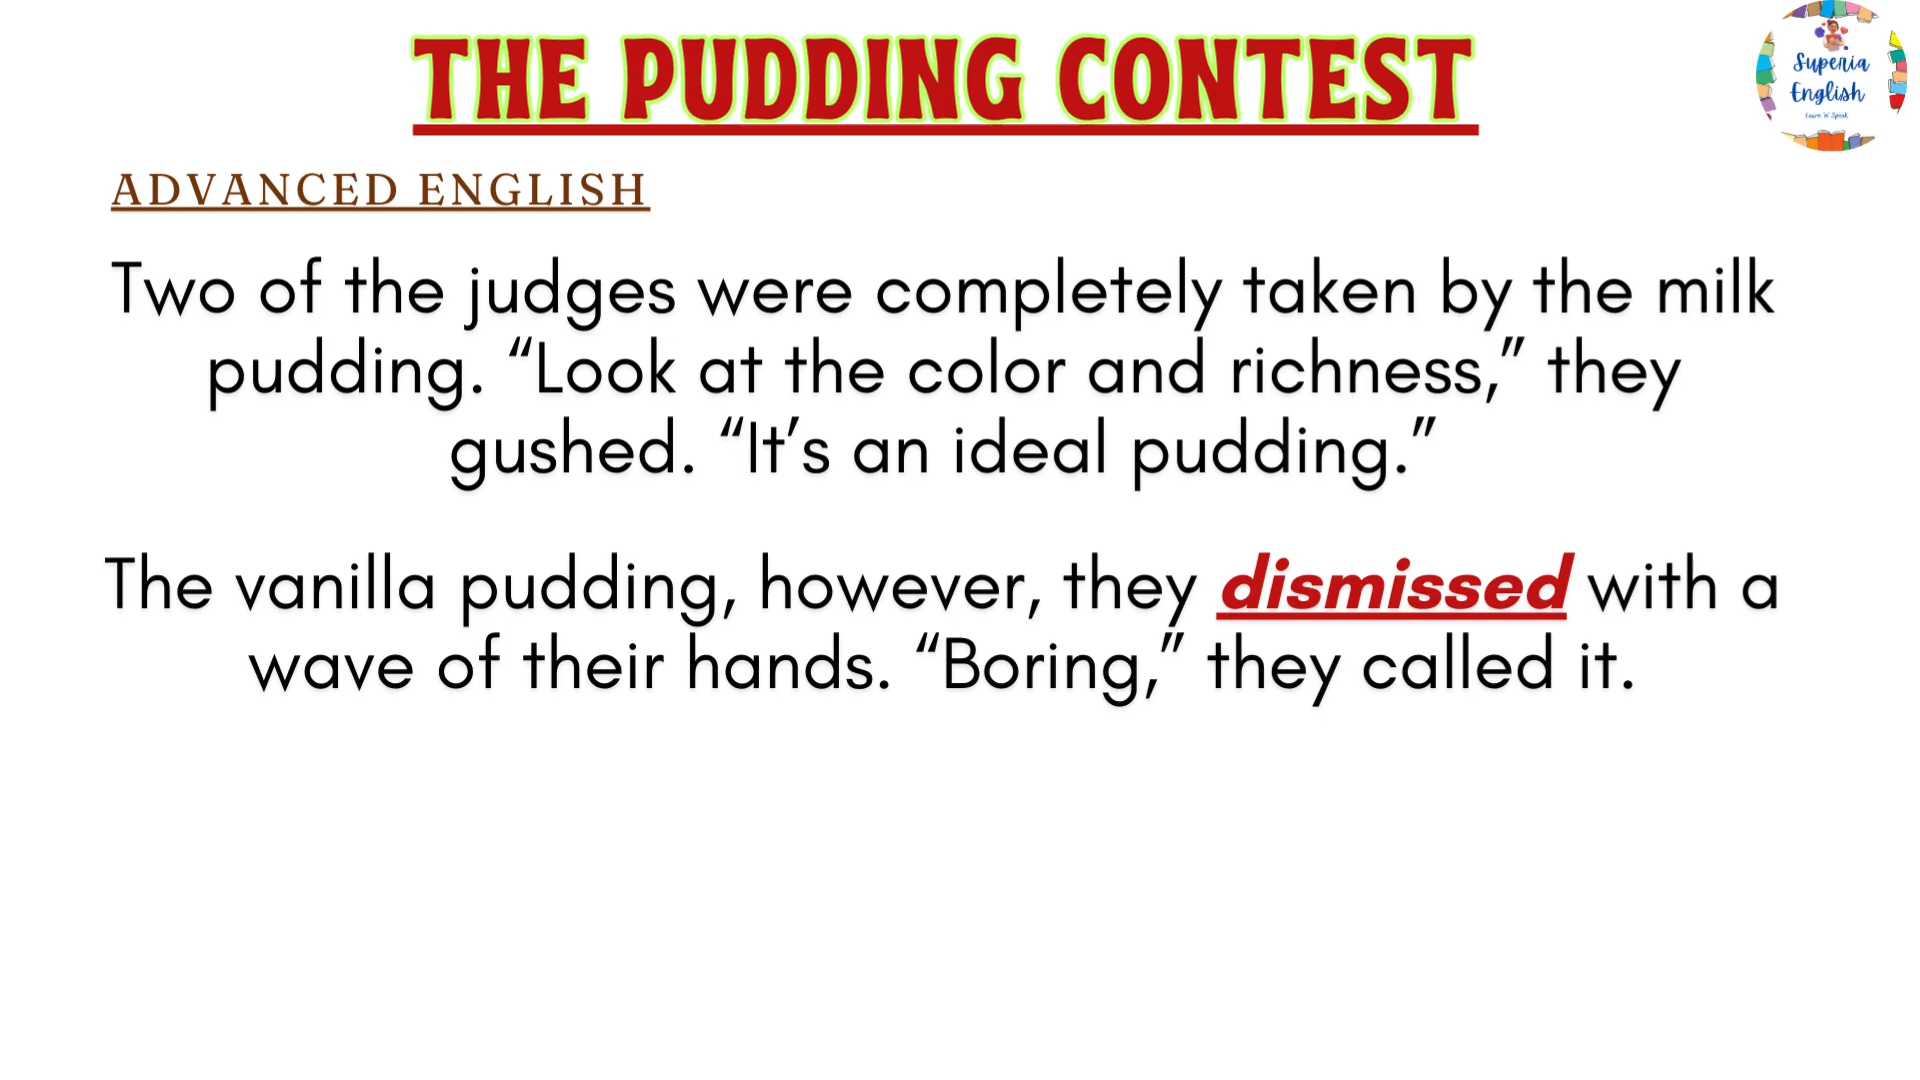 THE PUDDING CONTEST
Superia
English
Learn 'n' Speak
ADVANCED ENGLISH
Two of the judges were completely taken by the milk
pudding. “Look at the color and richness,” they
gushed. “It’s an ideal pudding.”
The vanilla pudding, however, they dismissed with a
wave of their hands. “Boring,” they called it.